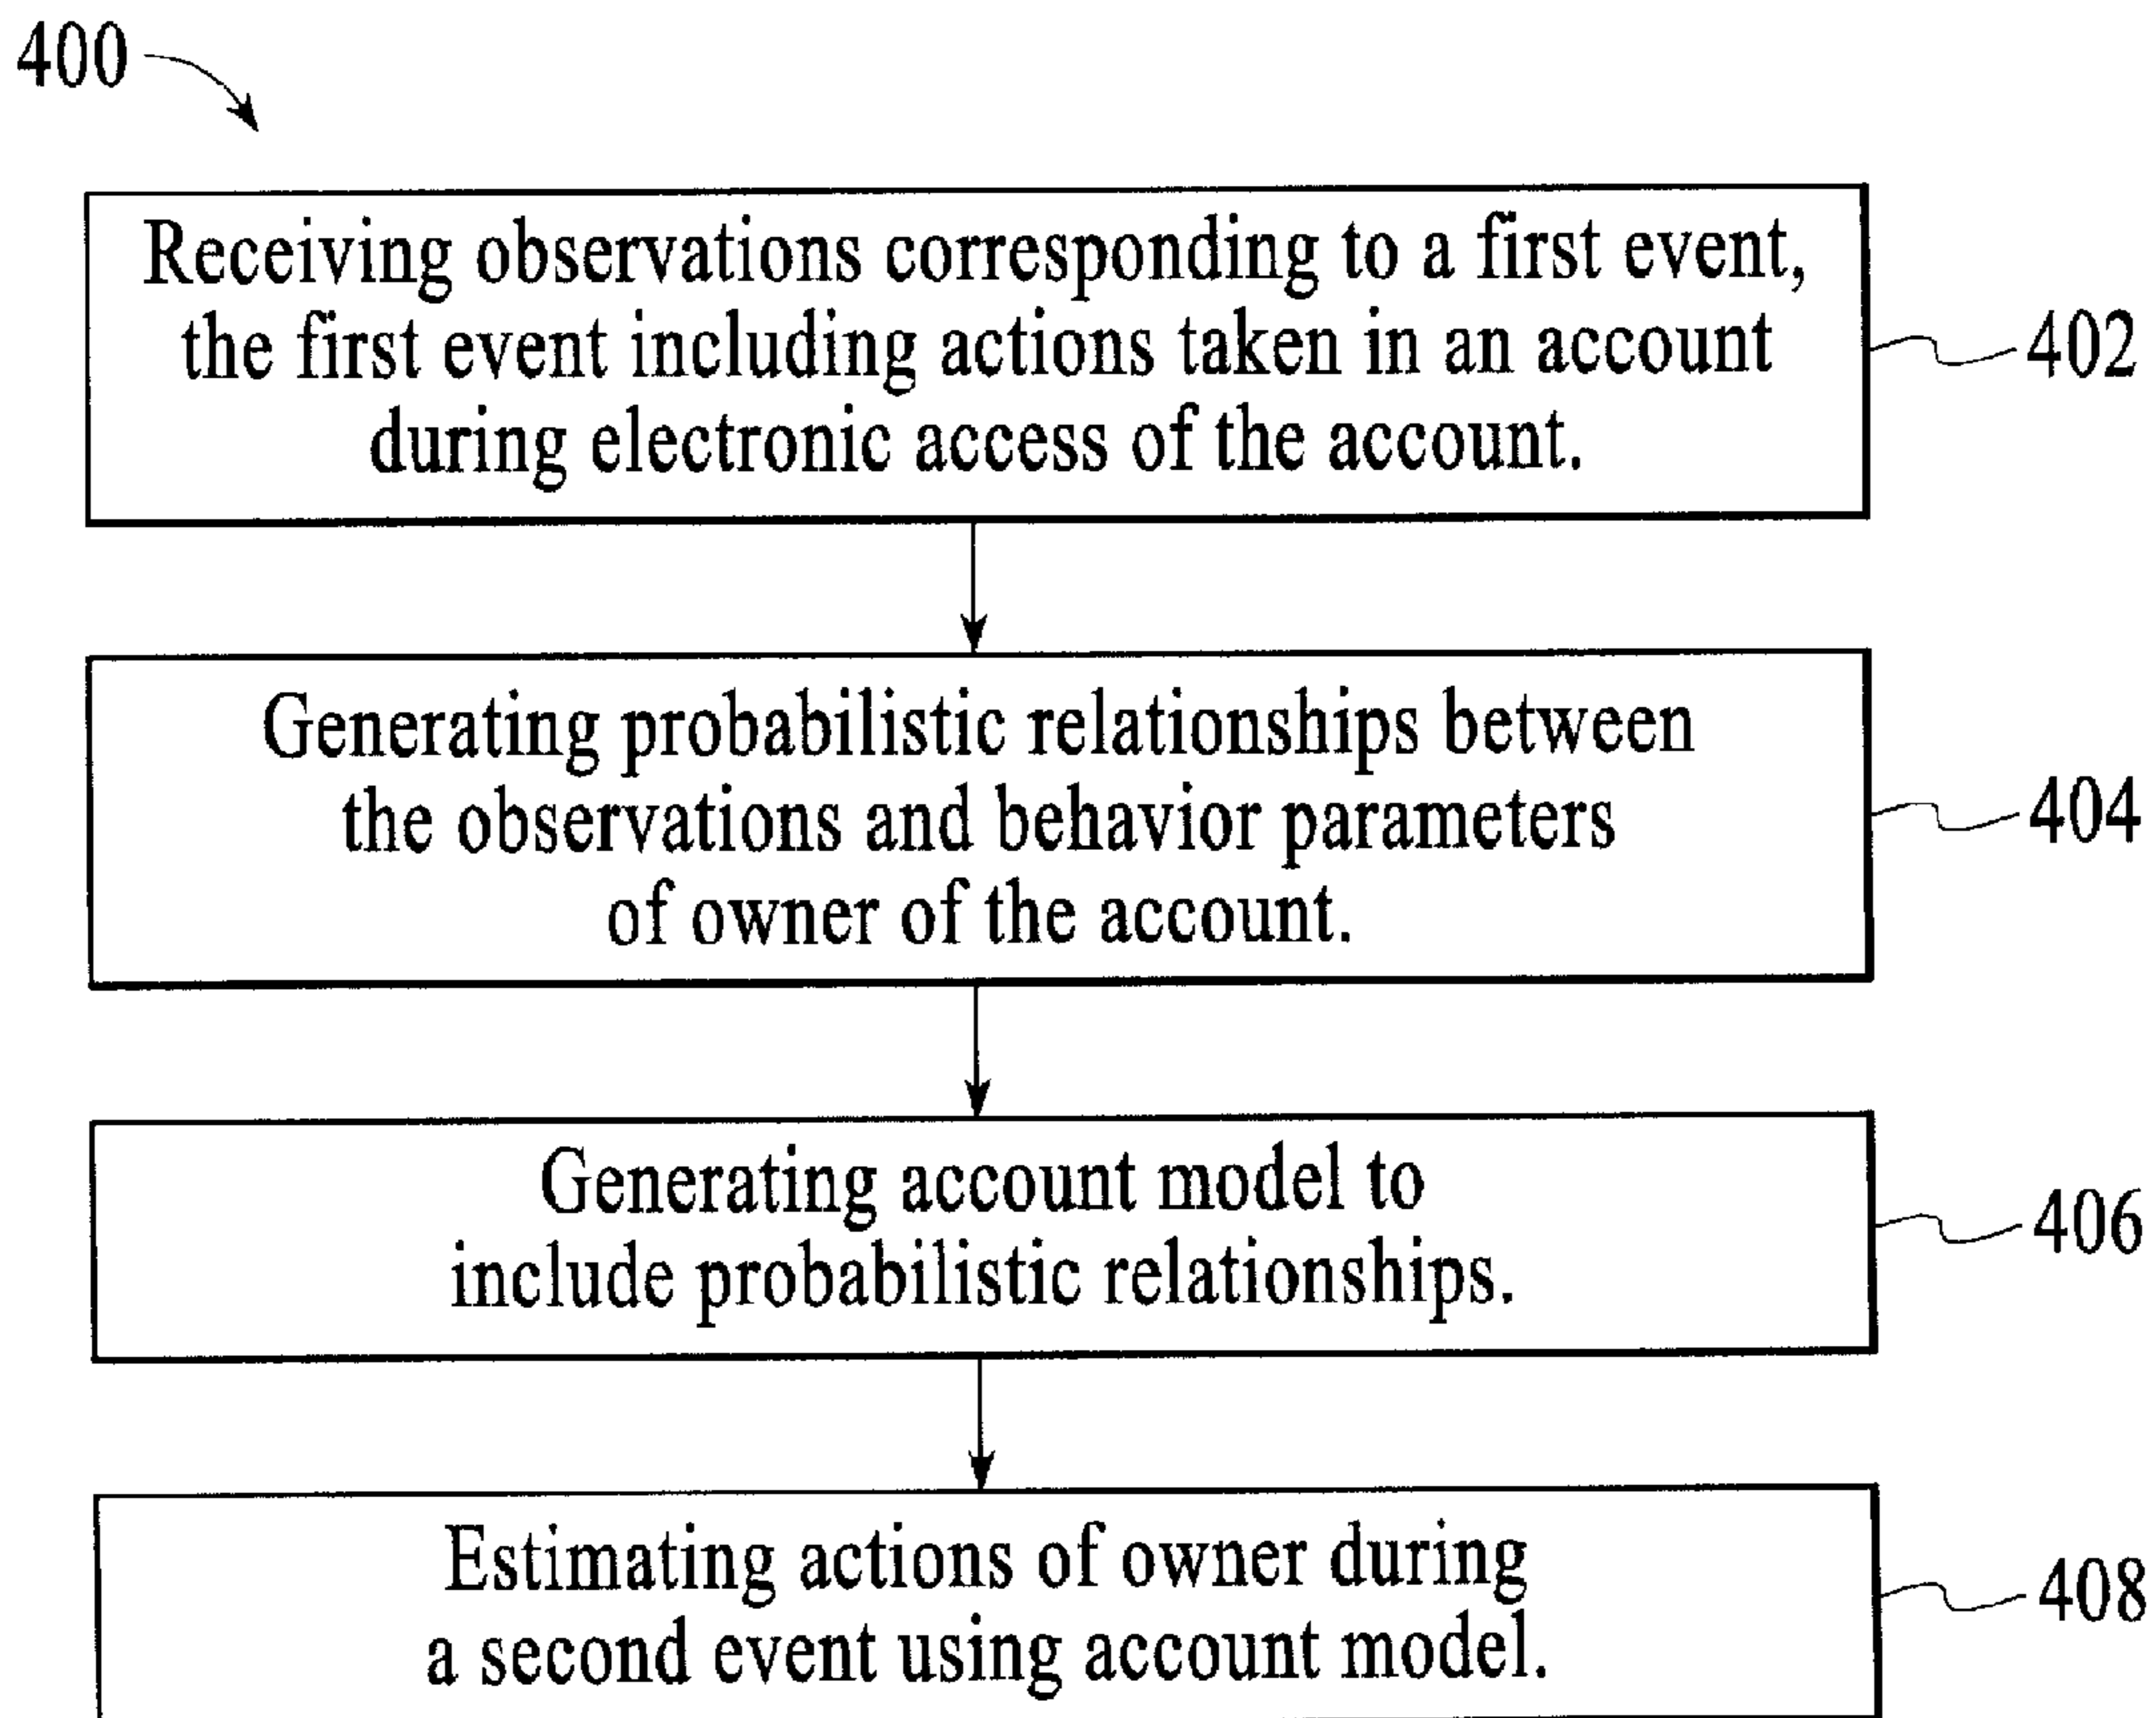 400
Receiving observations corresponding to a first event,
the first event including actions taken in an account
during electronic access of the account.
402
Generating probabilistic relationships between
the observations and behavior parameters
of owner of the account.
404
Generating account model to
include probabilistic relationships.
406
Estimating actions of owner during
a second event using account model.
408